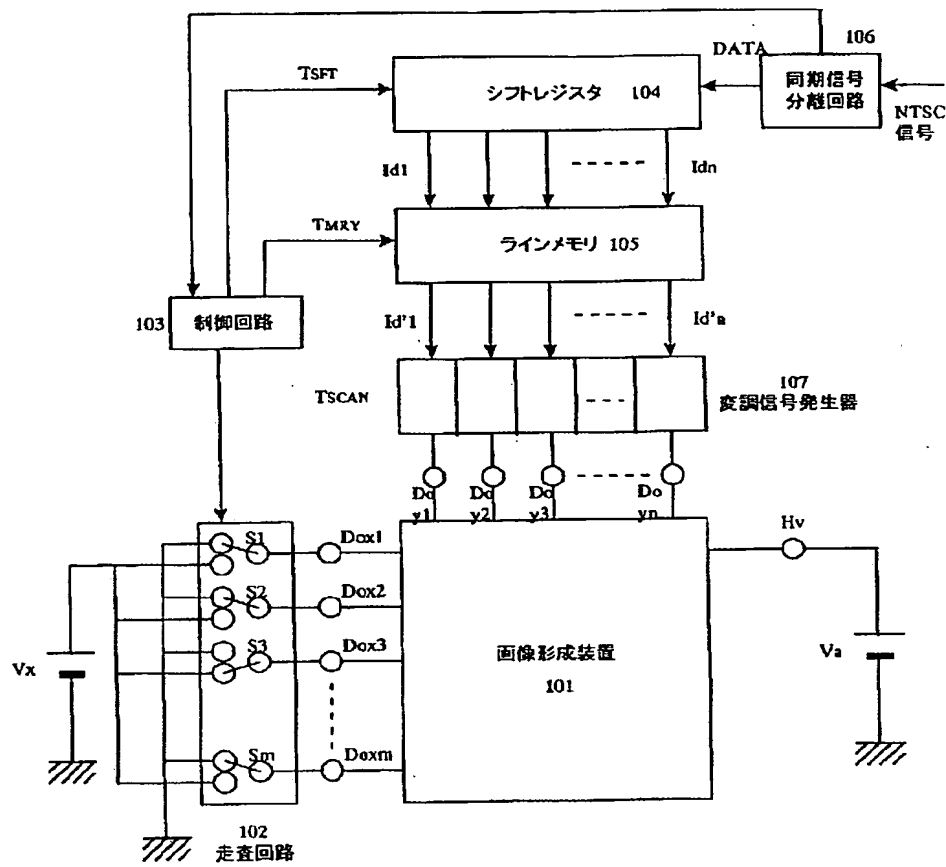 106
DATA
同期信号
分離回路
NTSC
信号
TSFT
シフトレジスタ 104
Id1
Idn
TMRY
ラインメモリ 105
103
制御回路
Id'1
Id'n
TSCAN
107
変調信号発生器
Do
y1
Do
y2
Do
y3
Do
yn
Hv
S1
Dox1
S2
Dox2
S3
Dox3
Vx
画像形成装置
101
Va
Sm
Doxm
102
走査回路